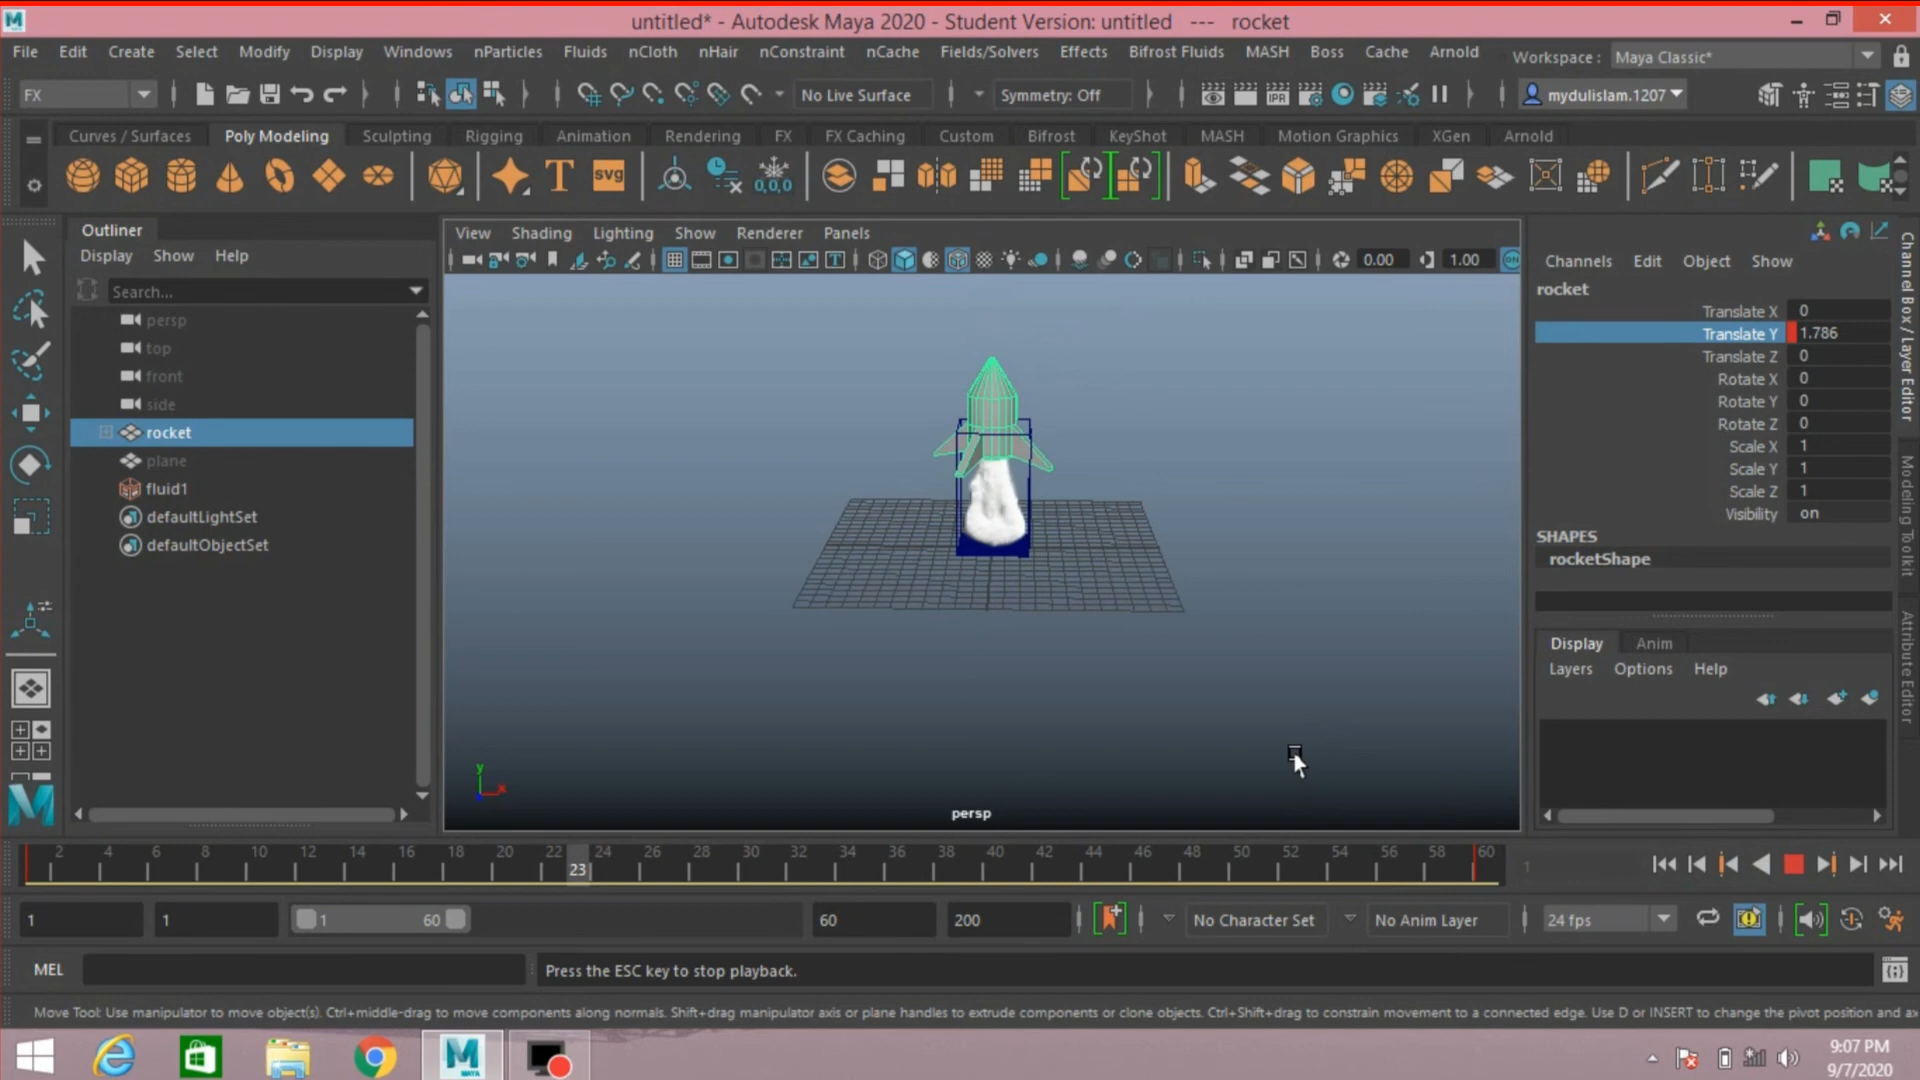 untitled* - Autodesk Maya 2020 - Student Version: untitled --- rocket
File Edit Create Select Modify Display Windows nParticles Fluids nCloth nHair nConstraint nCache Fields/Solvers Effects Bifrost Fluids MASH Boss Cache Arnold Workspace : Maya Classic*
FX No Live Surface Symmetry: Off IPR mydulislam.1207
Curves / Surfaces Poly Modeling Sculpting Rigging Animation Rendering FX FX Caching Custom Bifrost KeyShot MASH Motion Graphics XGen Arnold
T SVG 0,0,0
Outliner
Display Show Help
Search...
persp
top
front
side
rocket
plane
fluid1
defaultLightSet
defaultObjectSet
View Shading Lighting Show Renderer Panels
0.00 1.00 ON
y
x
persp
Channels Edit Object Show
rocket
Translate X 0
Translate Y 1.786
Translate Z 0
Rotate X 0
Rotate Y 0
Rotate Z 0
Scale X 1
Scale Y 1
Scale Z 1
Visibility on
SHAPES
rocketShape
Display Anim
Layers Options Help
Channel Box / Layer Editor
Modeling Toolkit
Attribute Editor
2 4 6 8 10 12 14 16 18 20 22 24 26 28 30 32 34 36 38 40 42 44 46 48 50 52 54 56 58 60
23
1
1 1 1 60 60 200 No Character Set No Anim Layer 24 fps
MEL Press the ESC key to stop playback.
Move Tool: Use manipulator to move object(s). Ctrl+middle-drag to move components along normals. Shift+drag manipulator axis or plane handles to extrude components or clone objects. Ctrl+Shift+drag to constrain movement to a connected edge. Use D or INSERT to change the pivot position and ax
MAYA
9:07 PM
9/7/2020